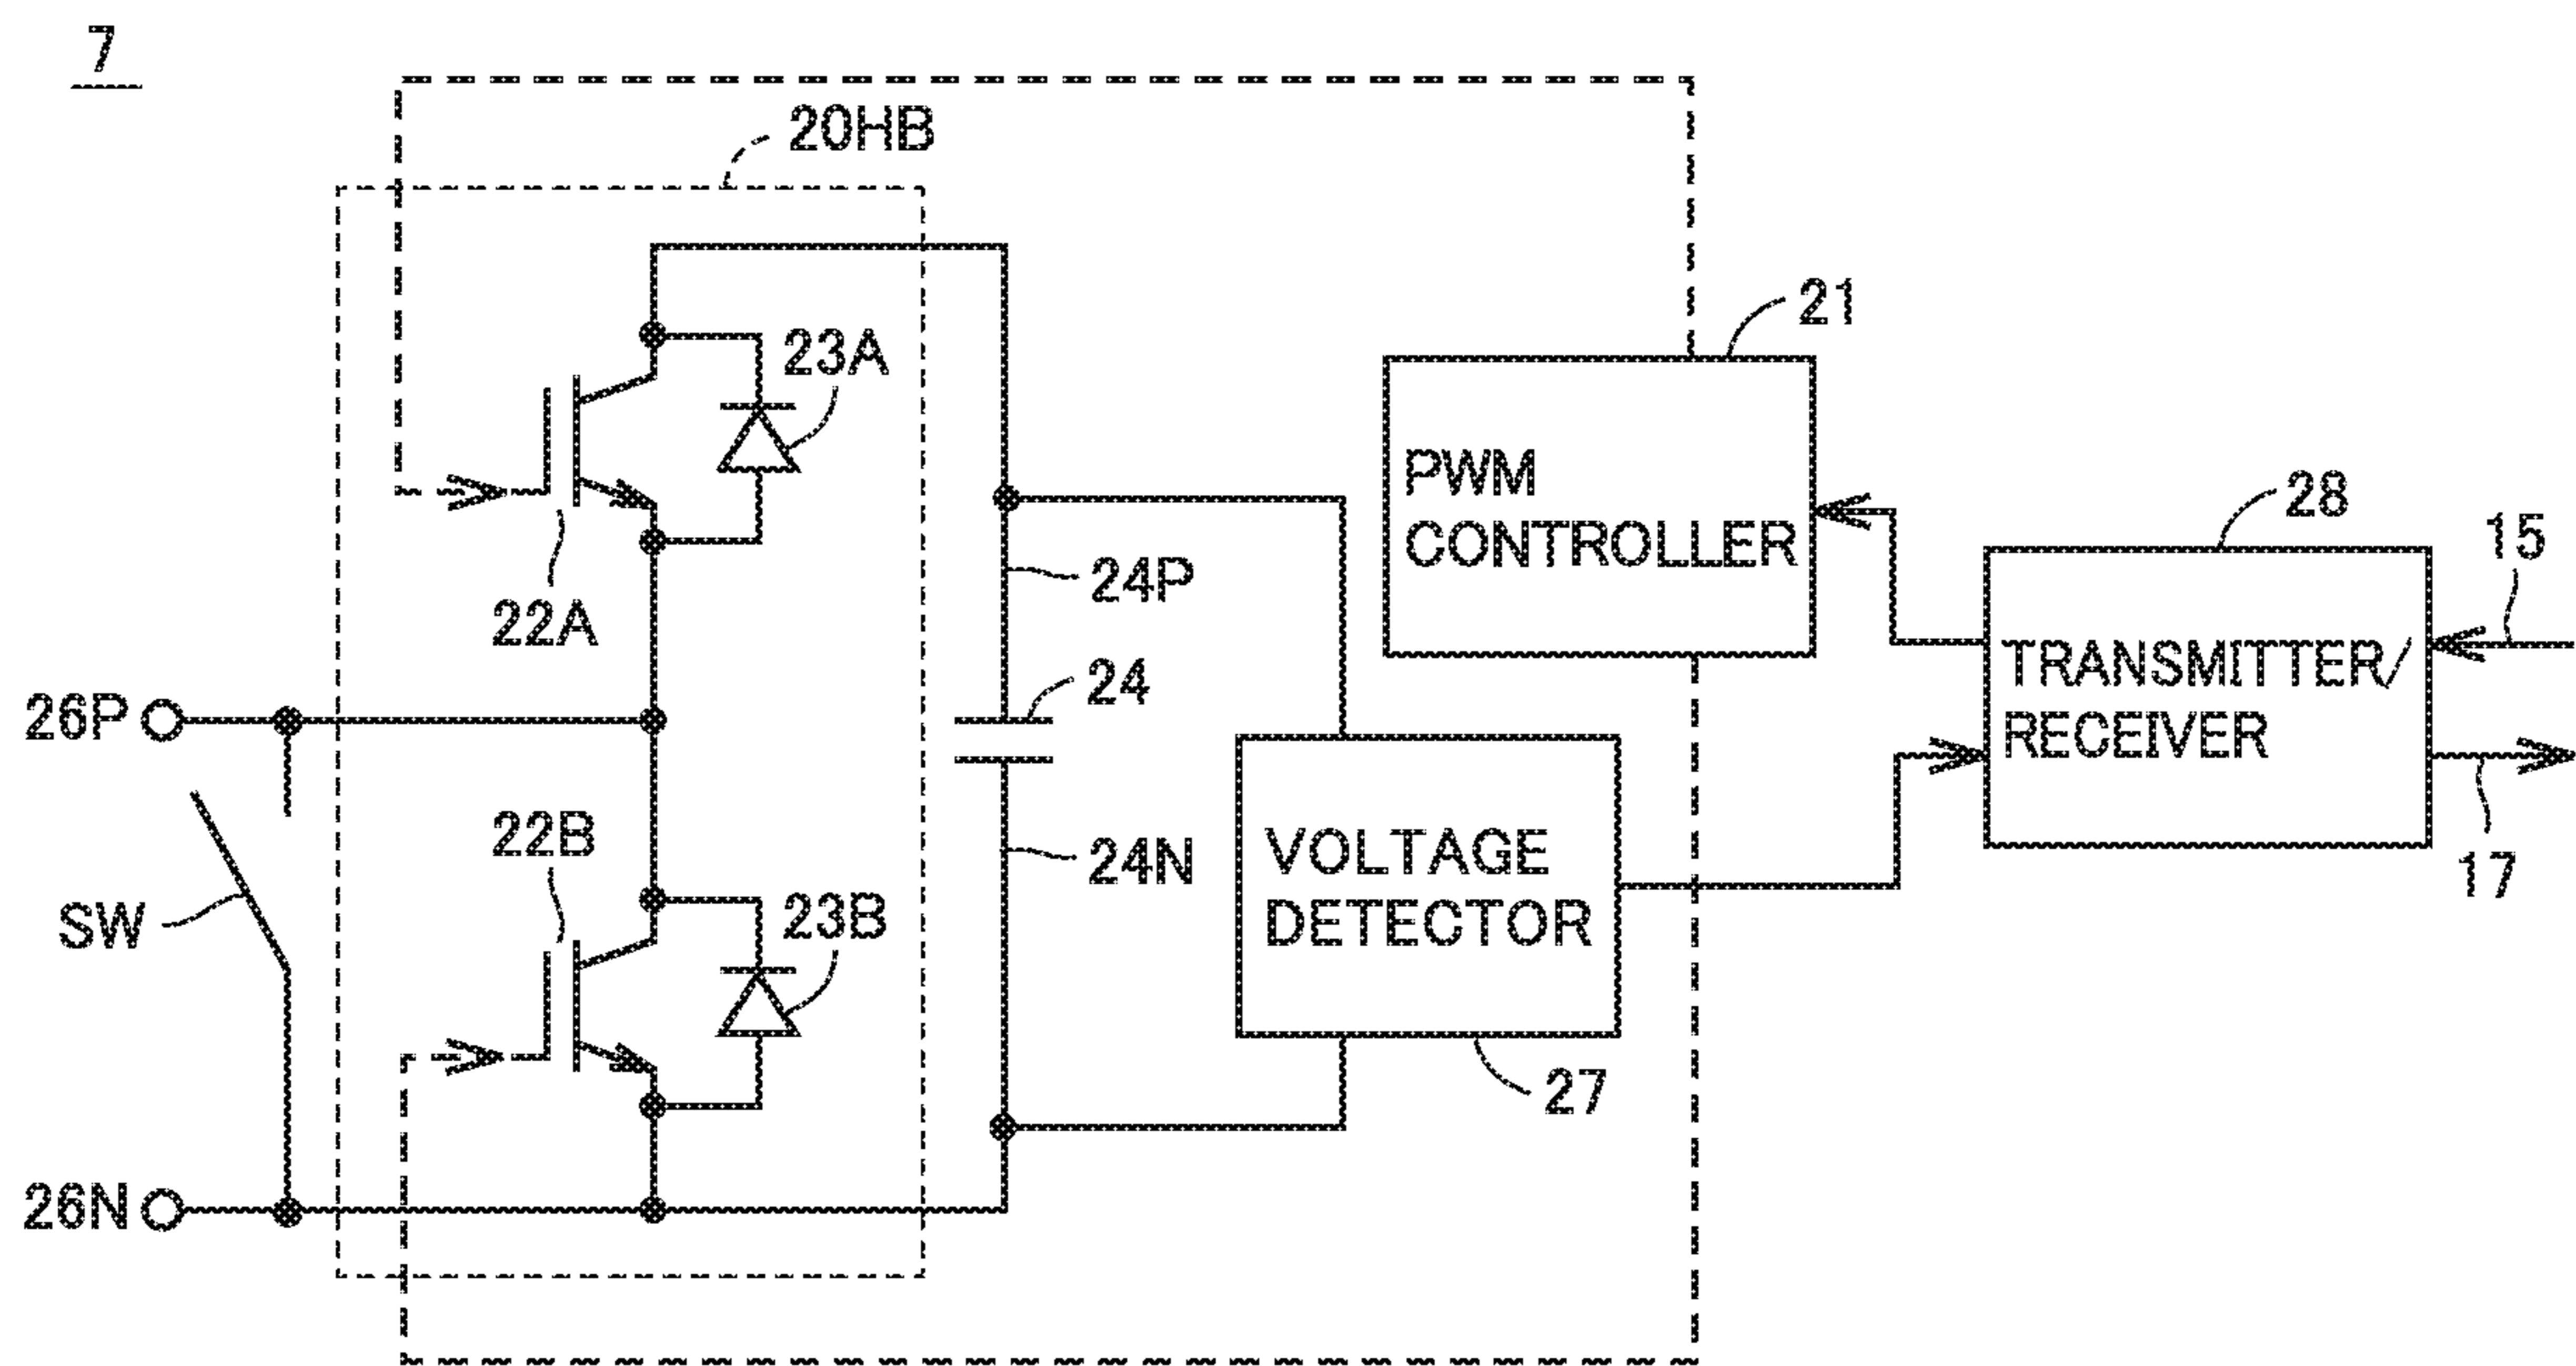 7
20HB
21
23A
28
15
24P
22A
PWM
CONTROLLER
24
TRANSMITTER/
RECEIVER
26P
22B
24N
VOLTAGE
DETECTOR
17
SW
23B
27
26N